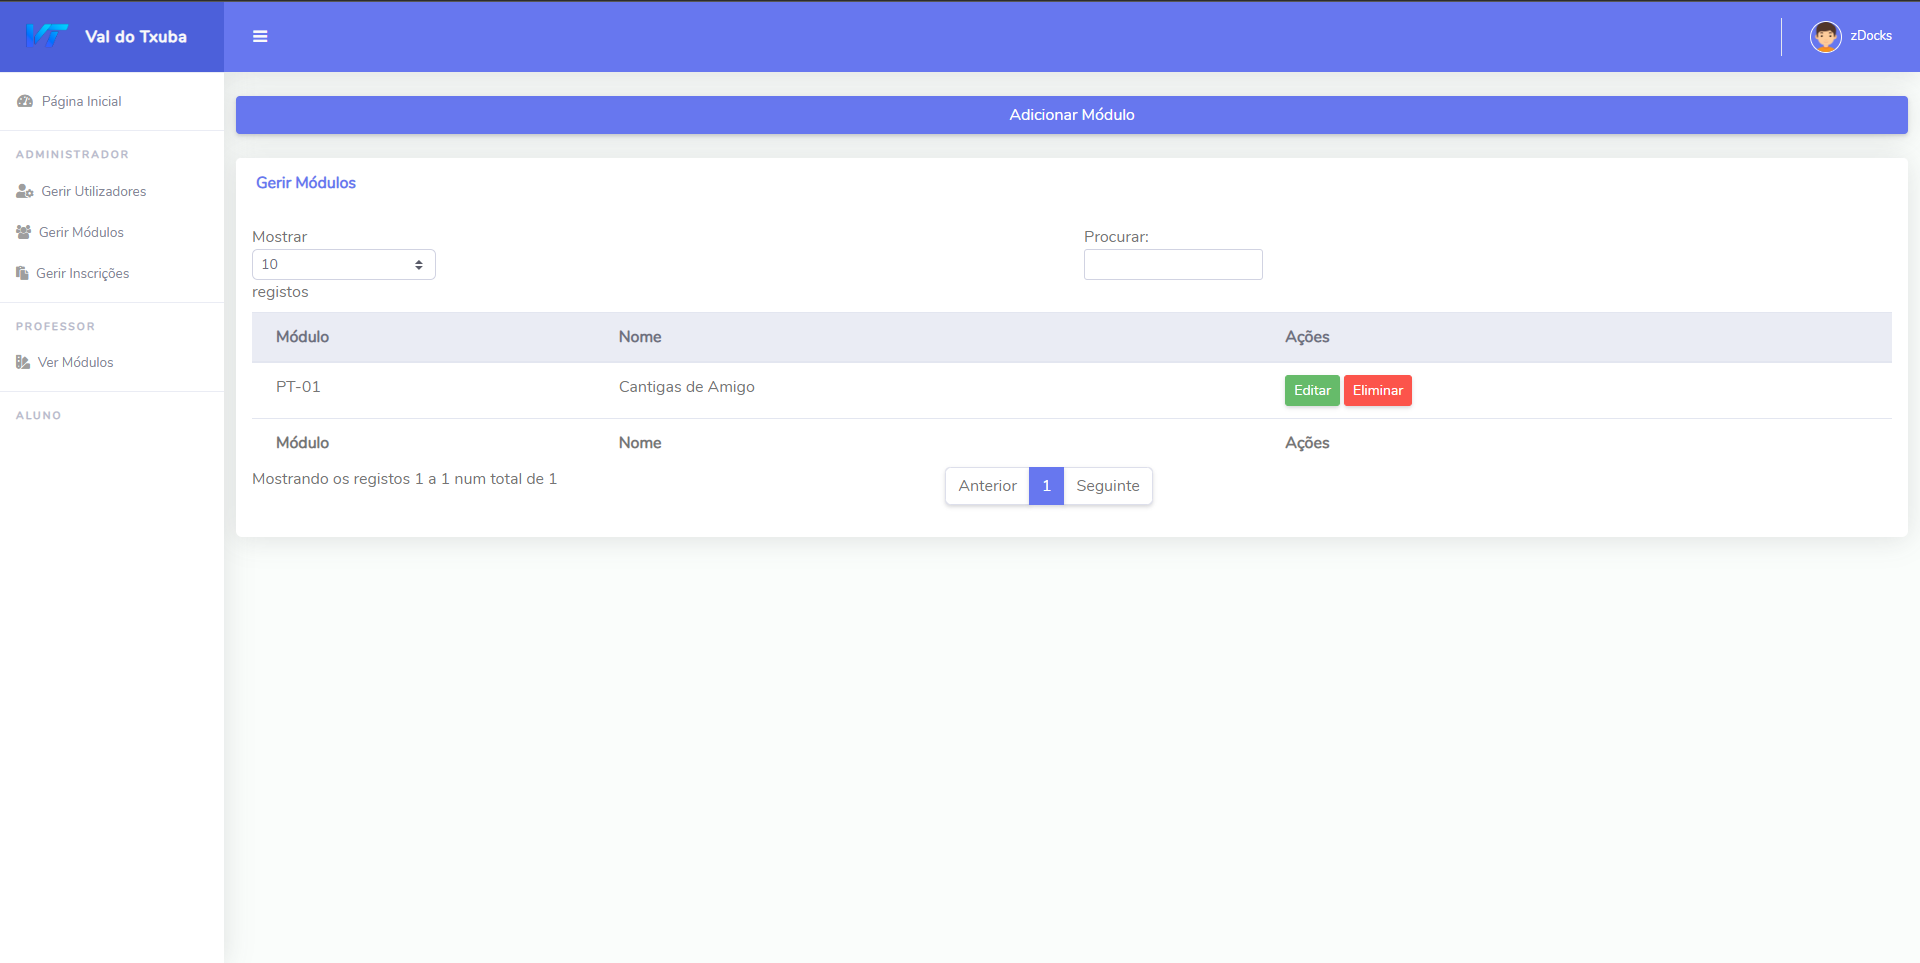 VT Val do Txuba
zDocks
Página Inicial
ADMINISTRADOR
Gerir Utilizadores
Gerir Módulos
Gerir Inscrições
PROFESSOR
Ver Módulos
ALUNO
Adicionar Módulo
Gerir Módulos
Mostrar
10
registos
Procurar:
Módulo Nome Ações
PT-01 Cantigas de Amigo Editar Eliminar
Módulo Nome Ações
Mostrando os registos 1 a 1 num total de 1
Anterior 1 Seguinte